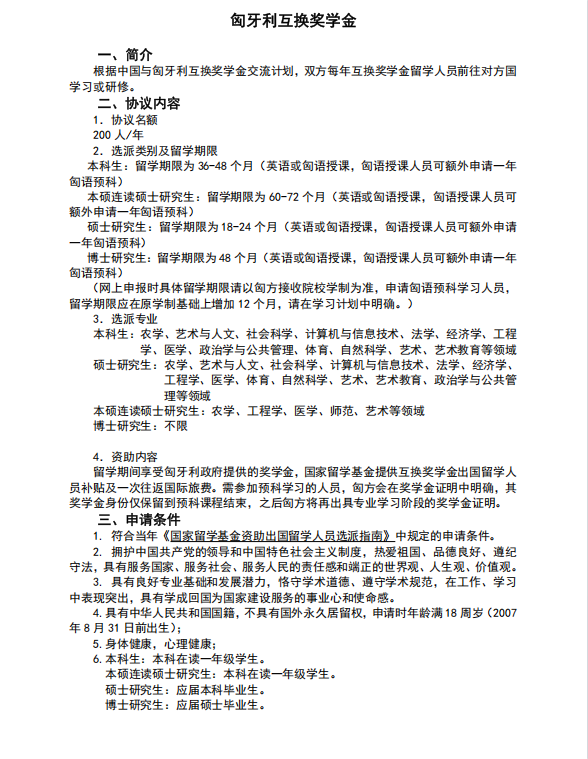 匈牙利互换奖学金
一、简介
根据中国与匈牙利互换奖学金交流计划，双方每年互换奖学金留学人员前往对方国
学习或研修。
二、协议内容
1. 协议名额
200 人/年
2. 选派类别及留学期限
本科生：留学期限为 36-48 个月（英语或匈语授课，匈语授课人员可额外申请一年
匈语预科）
本硕连读硕士研究生：留学期限为 60-72 个月（英语或匈语授课，匈语授课人员可
额外申请一年匈语预科）
硕士研究生：留学期限为 18-24 个月（英语或匈语授课，匈语授课人员可额外申请
一年匈语预科）
博士研究生：留学期限为 48 个月（英语或匈语授课，匈语授课人员可额外申请一年
匈语预科）
（网上申报时具体留学期限请以匈方接收院校学制为准，申请匈语预科学习人员，
留学期限应在原学制基础上增加 12 个月，请在学习计划中明确。）
3. 选派专业
本科生：农学、艺术与人文、社会科学、计算机与信息技术、法学、经济学、工程
学、医学、政治学与公共管理、体育、自然科学、艺术、艺术教育等领域
硕士研究生：农学、艺术与人文、社会科学、计算机与信息技术、法学、经济学、
工程学、医学、体育、自然科学、艺术、艺术教育、政治学与公共管
理等领域
本硕连读硕士研究生：农学、工程学、医学、师范、艺术等领域
博士研究生：不限
4. 资助内容
留学期间享受匈牙利政府提供的奖学金，国家留学基金提供互换奖学金出国留学人
员补贴及一次往返国际旅费。需参加预科学习的人员，匈方会在奖学金证明中明确，其
奖学金身份仅保留到预科课程结束，之后匈方将再出具专业学习阶段的奖学金证明。
三、申请条件
1. 符合当年《国家留学基金资助出国留学人员选派指南》中规定的申请条件。
2. 拥护中国共产党的领导和中国特色社会主义制度，热爱祖国、品德良好、遵纪
守法，具有服务国家、服务社会、服务人民的责任感和端正的世界观、人生观、价值观。
3. 具有良好专业基础和发展潜力，恪守学术道德、遵守学术规范，在工作、学习
中表现突出，具有学成回国为国家建设服务的事业心和使命感。
4.具有中华人民共和国国籍，不具有国外永久居留权，申请时年龄满 18 周岁（2007
年 8 月 31 日前出生）；
5.身体健康，心理健康；
6.本科生：本科在读一年级学生。
本硕连读硕士研究生：本科在读一年级学生。
硕士研究生：应届本科毕业生。
博士研究生：应届硕士毕业生。